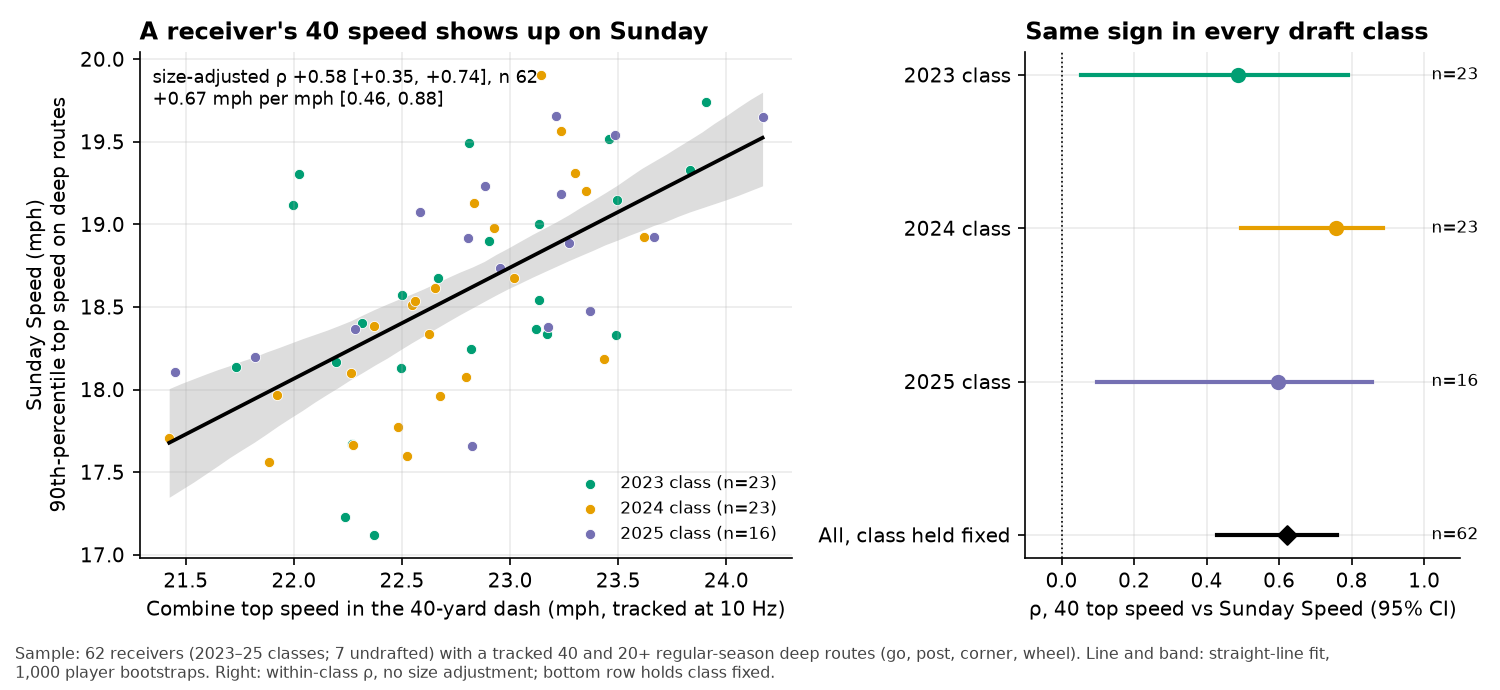 A receiver's 40 speed shows up on Sunday
size-adjusted ρ +0.58 [+0.35, +0.74], n 62
+0.67 mph per mph [0.46, 0.88]
Sunday Speed (mph)
90th-percentile top speed on deep routes
20.0
19.5
19.0
18.5
18.0
17.5
17.0
2023 class (n=23)
2024 class (n=23)
2025 class (n=16)
21.5 22.0 22.5 23.0 23.5 24.0
Combine top speed in the 40-yard dash (mph, tracked at 10 Hz)
Same sign in every draft class
2023 class n=23
2024 class n=23
2025 class n=16
All, class held fixed n=62
0.0 0.2 0.4 0.6 0.8 1.0
ρ, 40 top speed vs Sunday Speed (95% CI)
Sample: 62 receivers (2023–25 classes; 7 undrafted) with a tracked 40 and 20+ regular-season deep routes (go, post, corner, wheel). Line and band: straight-line fit,
1,000 player bootstraps. Right: within-class ρ, no size adjustment; bottom row holds class fixed.